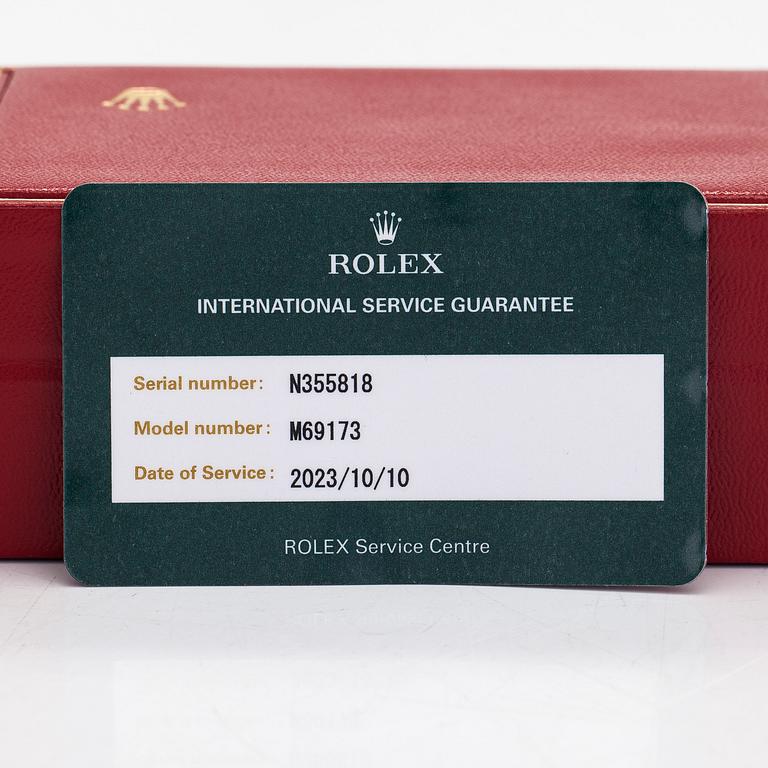 ROLEX
INTERNATIONAL SERVICE GUARANTEE
Serial number: N355818
Model number: M69173
Date of Service: 2023/10/10
ROLEX Service Centre